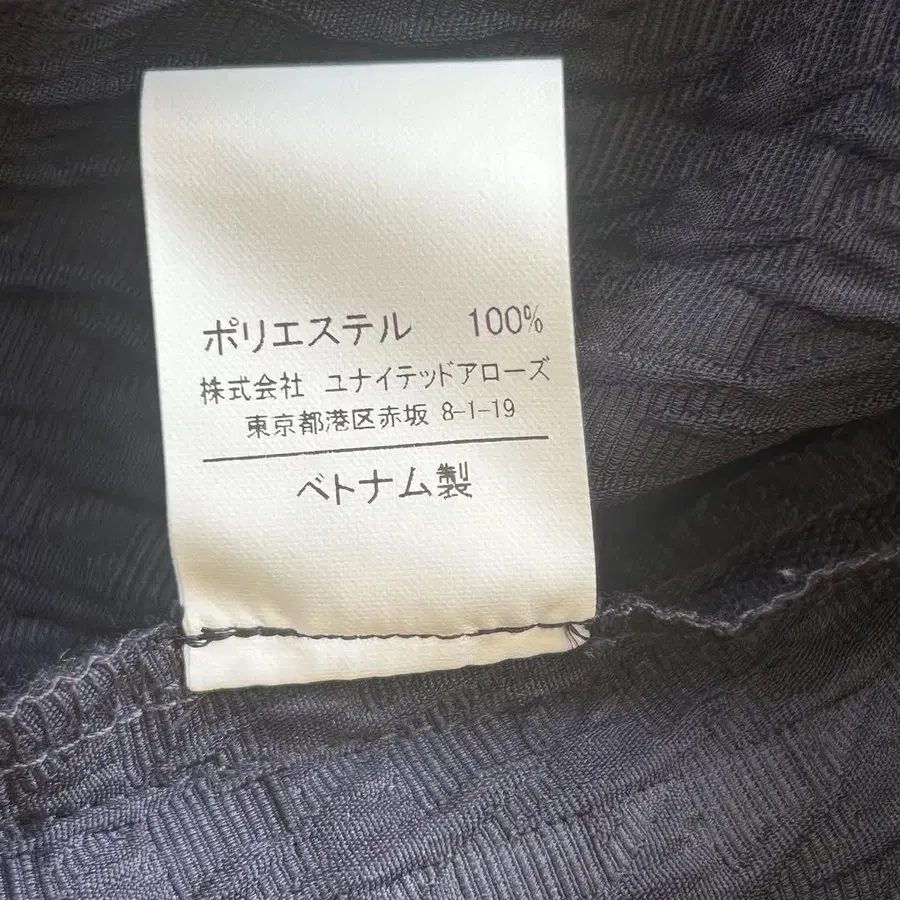 ポリエステル 100%
株式会社 ユナイテッドアローズ
東京都港区赤坂 8-1-19
ベトナム製